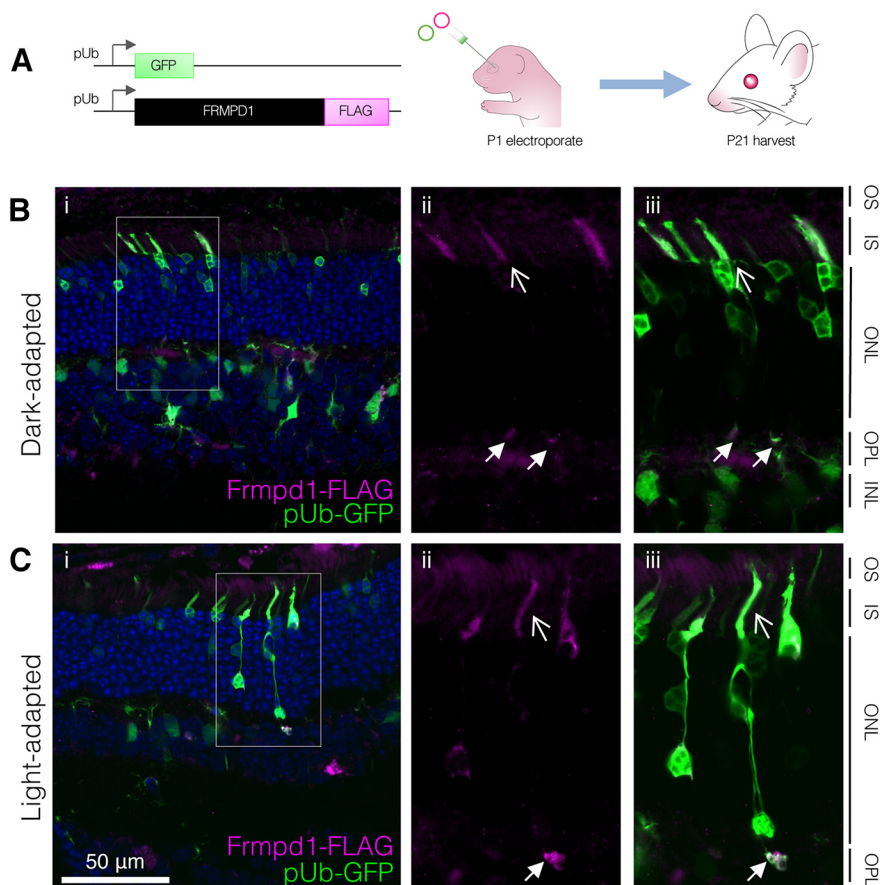 A
pUb
GFP
pUb
FRMPD1
FLAG
P1 electroporate
P21 harvest
B
i
ii
iii
Dark-adapted
Frmpd1-FLAG
pUb-GFP
OS
IS
ONL
OPL
INL
C
i
ii
iii
Light-adapted
Frmpd1-FLAG
pUb-GFP
50 μm
OS
IS
ONL
OPL